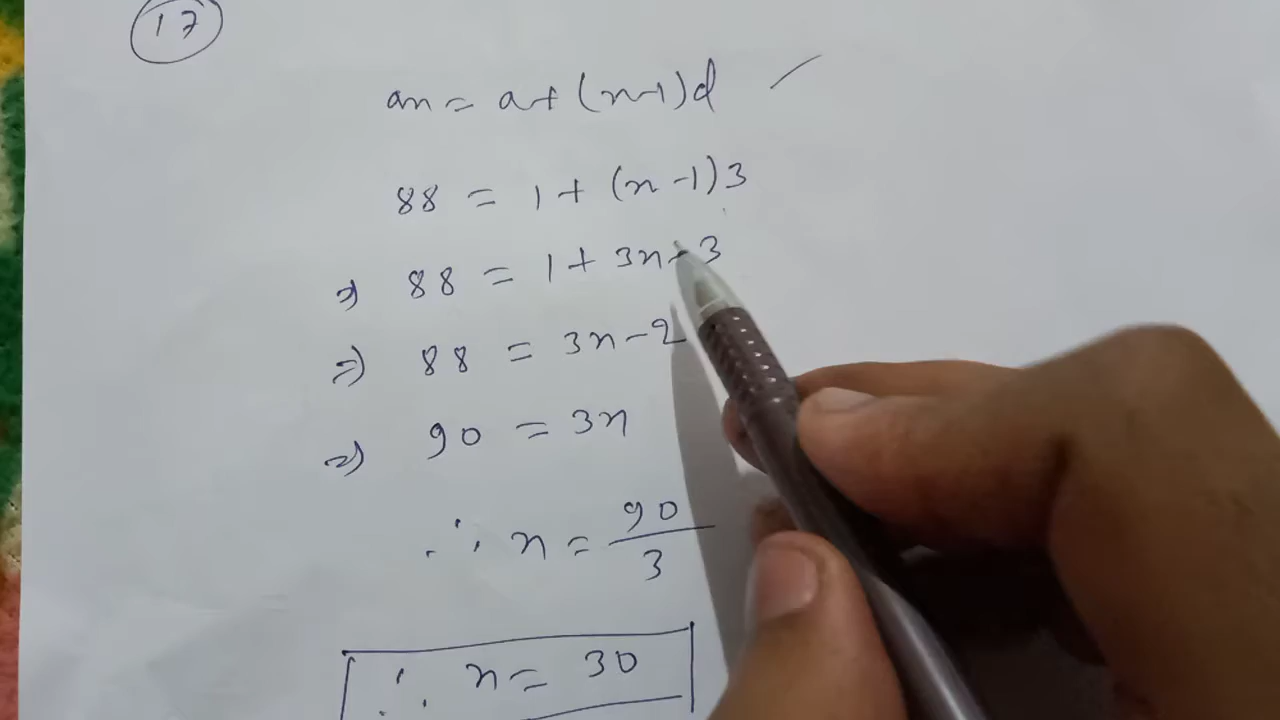 17
an = a + (n-1)d
88 = 1 + (n-1)3
⇒ 88 = 1 + 3n - 3
⇒ 88 = 3n - 2
⇒ 90 = 3n
∴ n = 90/3
∴ n = 30